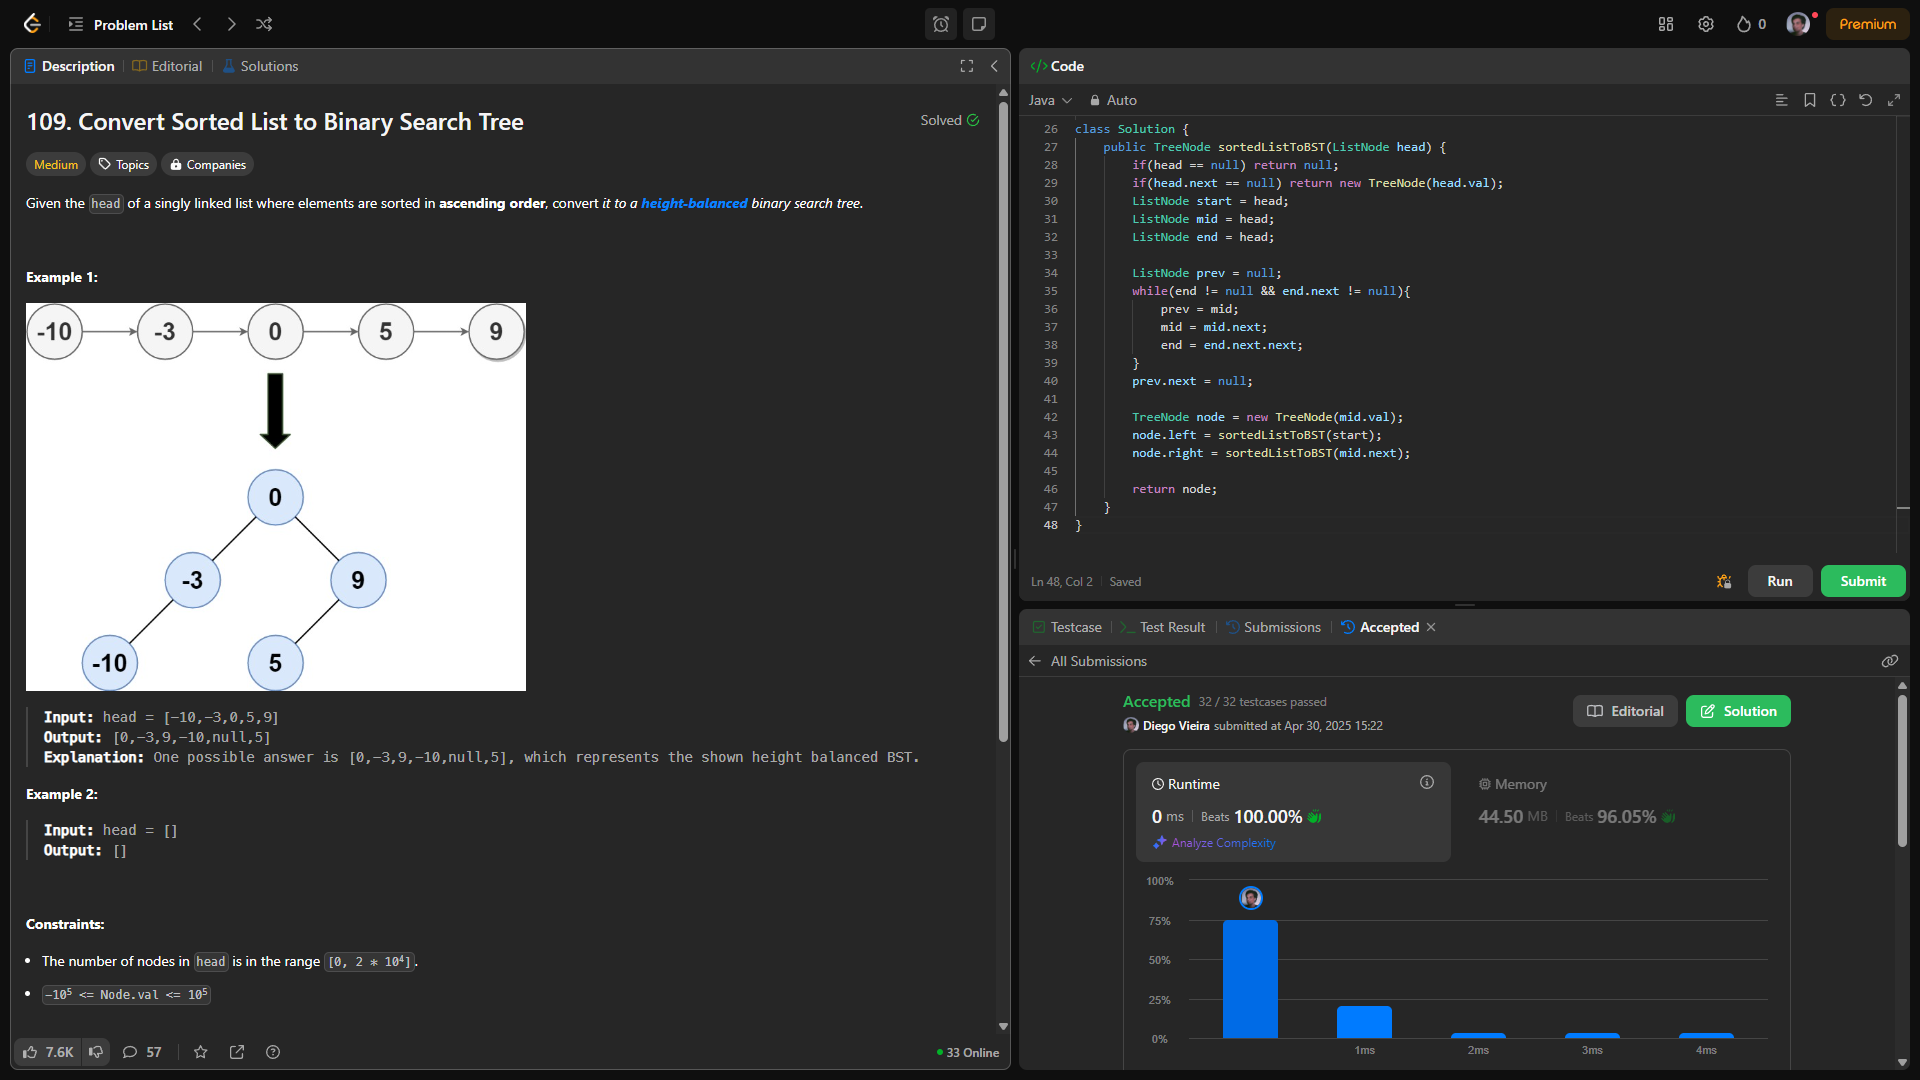 Problem List
0
Premium
Description
Editorial
Solutions
109. Convert Sorted List to Binary Search Tree
Solved
Medium
Topics
Companies
Given the head of a singly linked list where elements are sorted in ascending order, convert it to a height-balanced binary search tree.
Example 1:
-10 -3 0 5 9
0
-3 9
-10 5
Input: head = [-10,-3,0,5,9]
Output: [0,-3,9,-10,null,5]
Explanation: One possible answer is [0,-3,9,-10,null,5], which represents the shown height balanced BST.
Example 2:
Input: head = []
Output: []
Constraints:
The number of nodes in head is in the range [0, 2 * 10⁴].
-10⁵ <= Node.val <= 10⁵
7.6K
57
33 Online
Code
Java
Auto
26 class Solution {
27     public TreeNode sortedListToBST(ListNode head) {
28         if(head == null) return null;
29         if(head.next == null) return new TreeNode(head.val);
30         ListNode start = head;
31         ListNode mid = head;
32         ListNode end = head;
33
34         ListNode prev = null;
35         while(end != null && end.next != null){
36             prev = mid;
37             mid = mid.next;
38             end = end.next.next;
39         }
40         prev.next = null;
41
42         TreeNode node = new TreeNode(mid.val);
43         node.left = sortedListToBST(start);
44         node.right = sortedListToBST(mid.next);
45
46         return node;
47     }
48 }
Ln 48, Col 2
Saved
Run
Submit
Testcase
Test Result
Submissions
Accepted
All Submissions
Accepted 32 / 32 testcases passed
Diego Vieira submitted at Apr 30, 2025 15:22
Editorial
Solution
Runtime
0 ms Beats 100.00%
Analyze Complexity
Memory
44.50 MB Beats 96.05%
100%
75%
50%
25%
0%
1ms 2ms 3ms 4ms